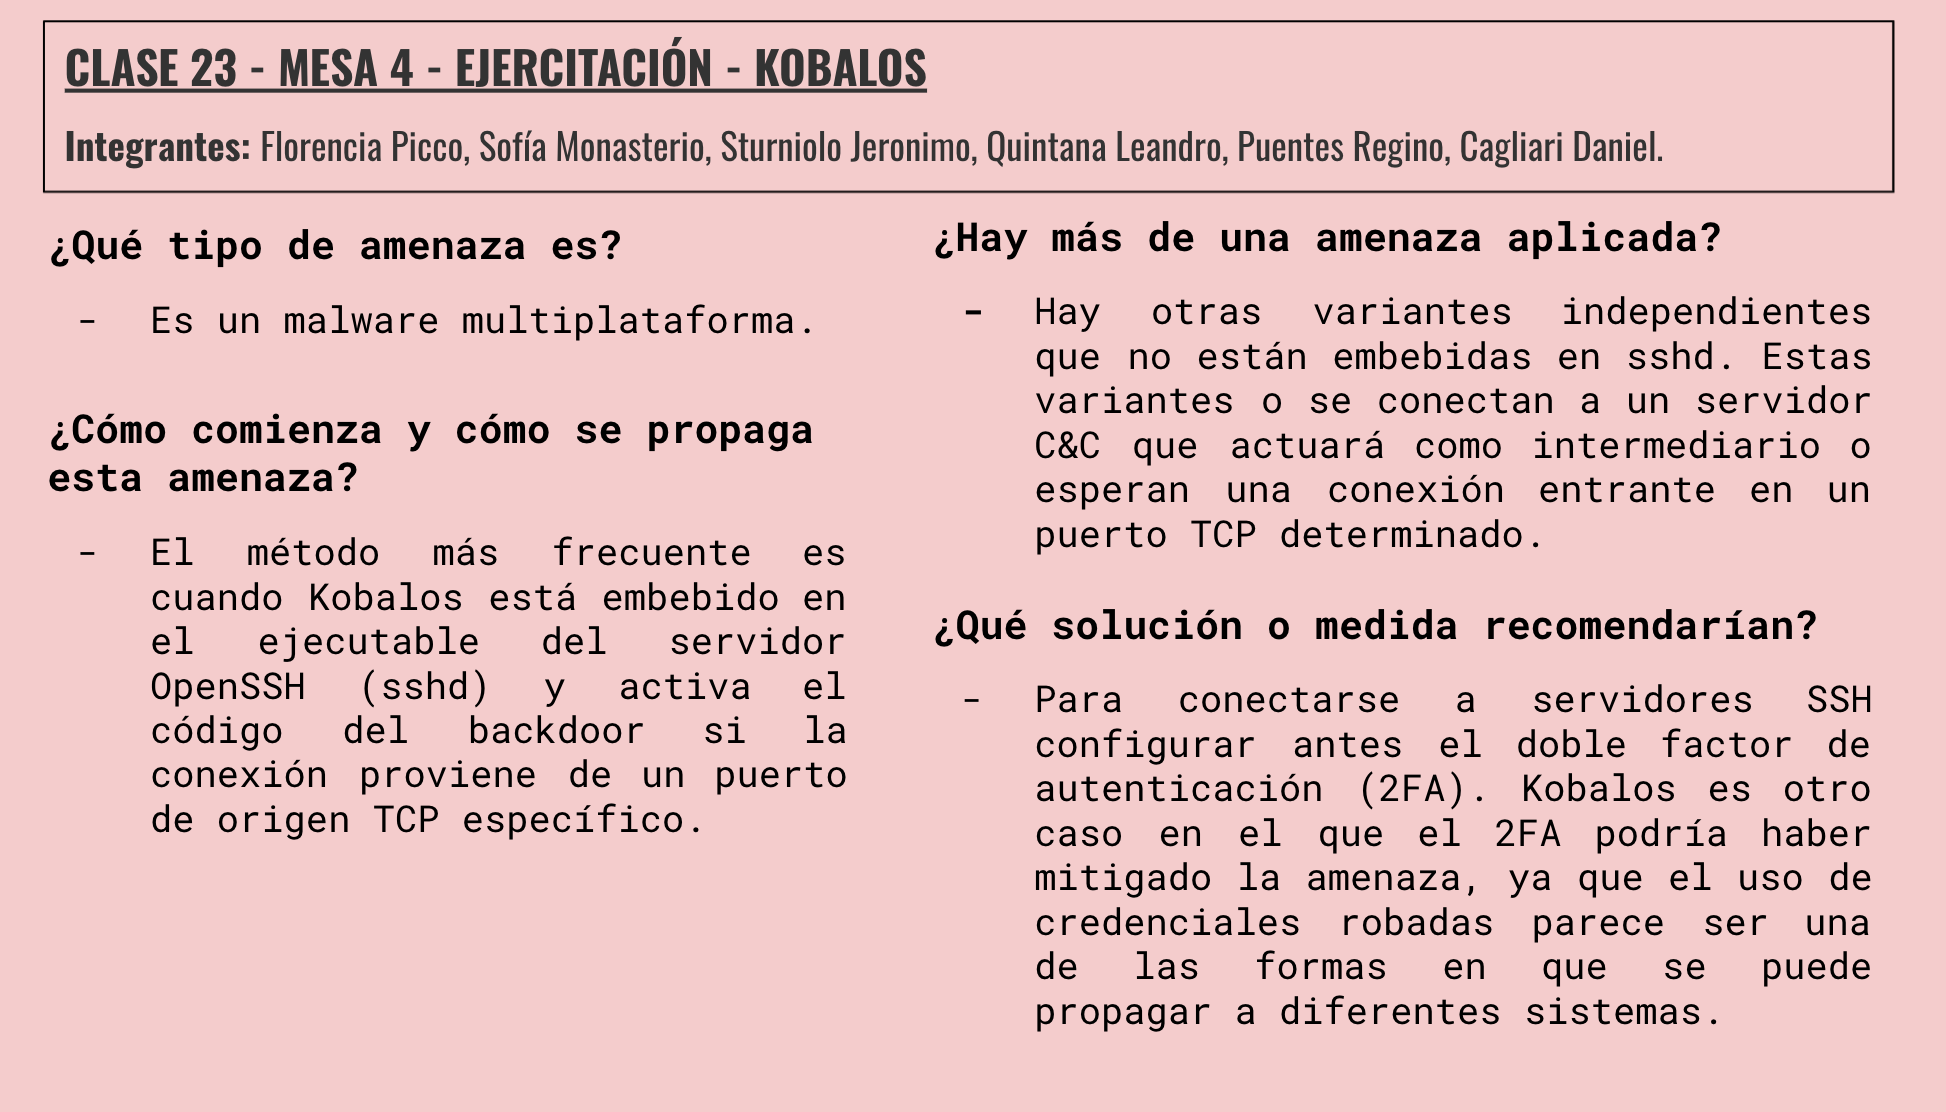 CLASE 23 - MESA 4 - EJERCITACIÓN - KOBALOS
Integrantes: Florencia Picco, Sofía Monasterio, Sturniolo Jeronimo, Quintana Leandro, Puentes Regino, Cagliari Daniel.
¿Qué tipo de amenaza es?
- Es un malware multiplataforma.
¿Cómo comienza y cómo se propaga
esta amenaza?
- El método más frecuente es
cuando Kobalos está embebido en
el ejecutable del servidor
OpenSSH (sshd) y activa el
código del backdoor si la
conexión proviene de un puerto
de origen TCP específico.
¿Hay más de una amenaza aplicada?
- Hay otras variantes independientes
que no están embebidas en sshd. Estas
variantes o se conectan a un servidor
C&C que actuará como intermediario o
esperan una conexión entrante en un
puerto TCP determinado.
¿Qué solución o medida recomendarían?
- Para conectarse a servidores SSH
configurar antes el doble factor de
autenticación (2FA). Kobalos es otro
caso en el que el 2FA podría haber
mitigado la amenaza, ya que el uso de
credenciales robadas parece ser una
de las formas en que se puede
propagar a diferentes sistemas.